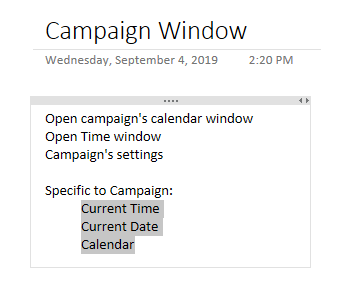 Campaign Window
Wednesday, September 4, 2019 2:20 PM
Open campaign's calendar window
Open Time window
Campaign's settings
Specific to Campaign:
Current Time
Current Date
Calendar